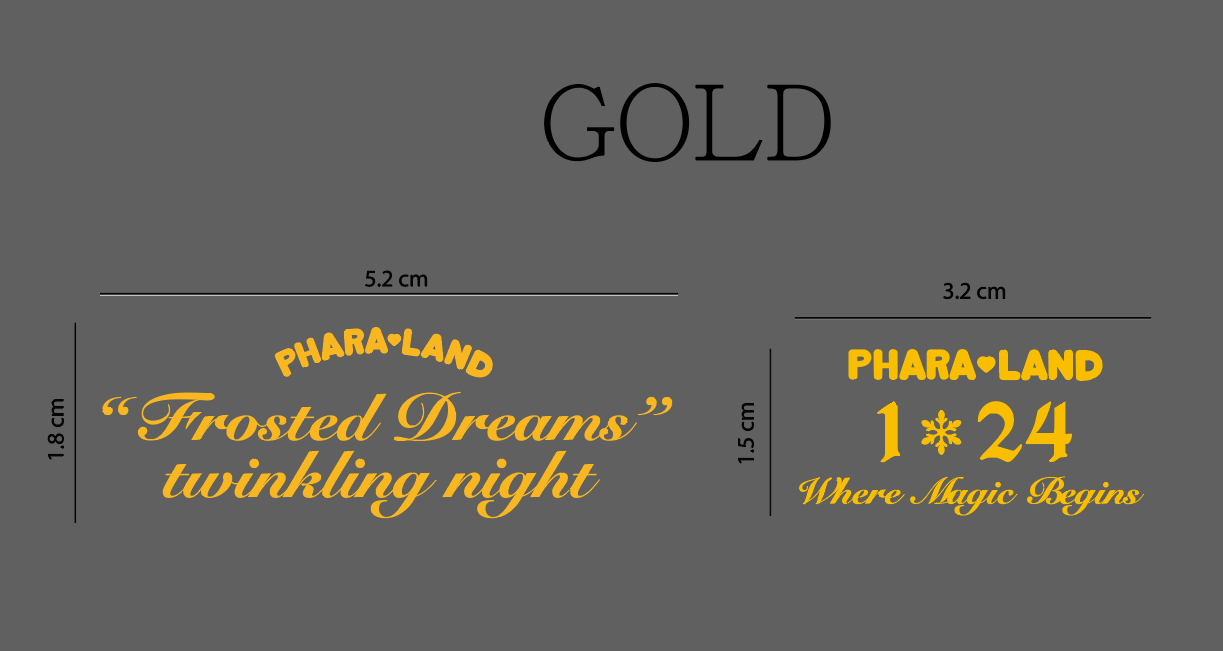 GOLD
5.2 cm
1.8 cm
PHARA♥LAND
“Frosted Dreams”
twinkling night
3.2 cm
1.5 cm
PHARA♥LAND
1❄24
Where Magic Begins